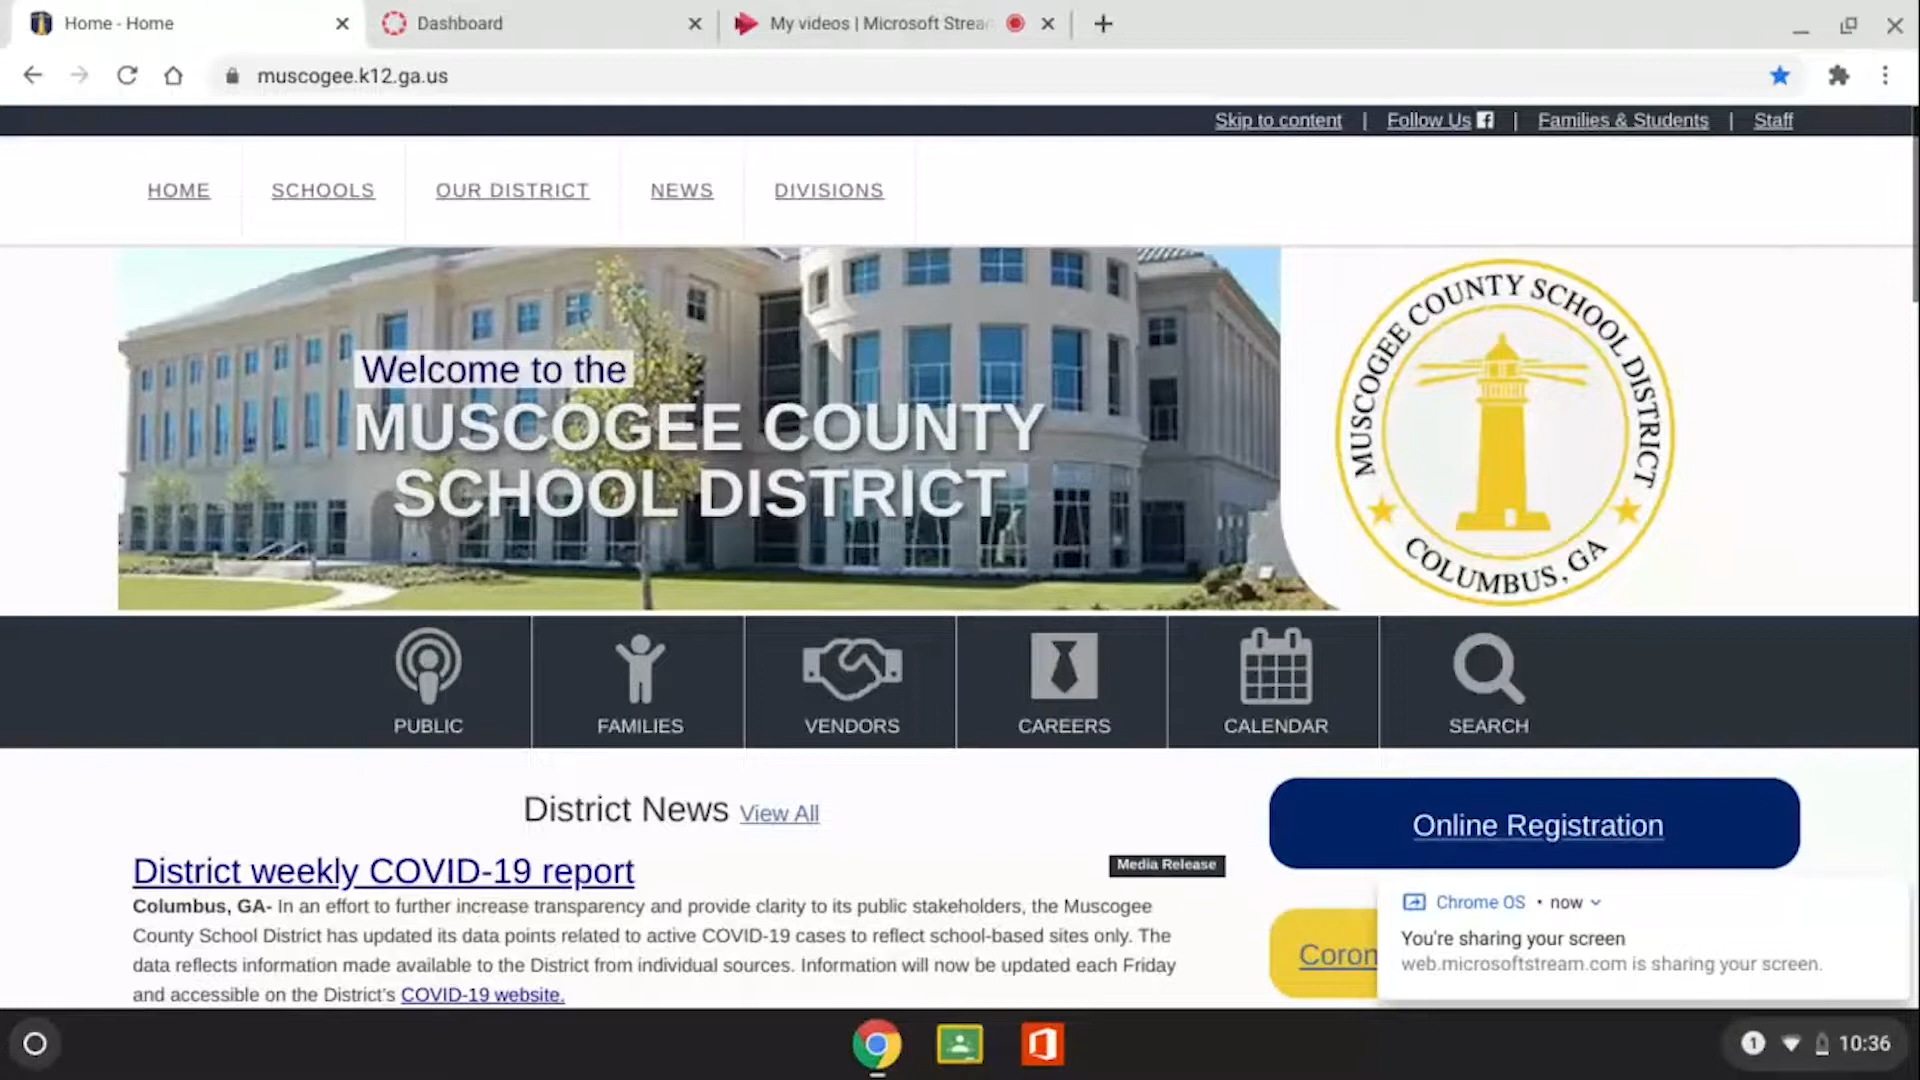 Home - Home
Dashboard
My videos | Microsoft Strea
muscogee.k12.ga.us
Skip to content | Follow Us | Families & Students | Staff
HOME
SCHOOLS
OUR DISTRICT
NEWS
DIVISIONS
Welcome to the
MUSCOGEE COUNTY
SCHOOL DISTRICT
MUSCOGEE COUNTY SCHOOL DISTRICT
COLUMBUS, GA
PUBLIC
FAMILIES
VENDORS
CAREERS
CALENDAR
SEARCH
District News View All
Online Registration
District weekly COVID-19 report
Media Release
Columbus, GA- In an effort to further increase transparency and provide clarity to its public stakeholders, the Muscogee
County School District has updated its data points related to active COVID-19 cases to reflect school-based sites only. The
data reflects information made available to the District from individual sources. Information will now be updated each Friday
and accessible on the District's COVID-19 website.
Coron
Chrome OS • now
You're sharing your screen
web.microsoftstream.com is sharing your screen.
1
10:36